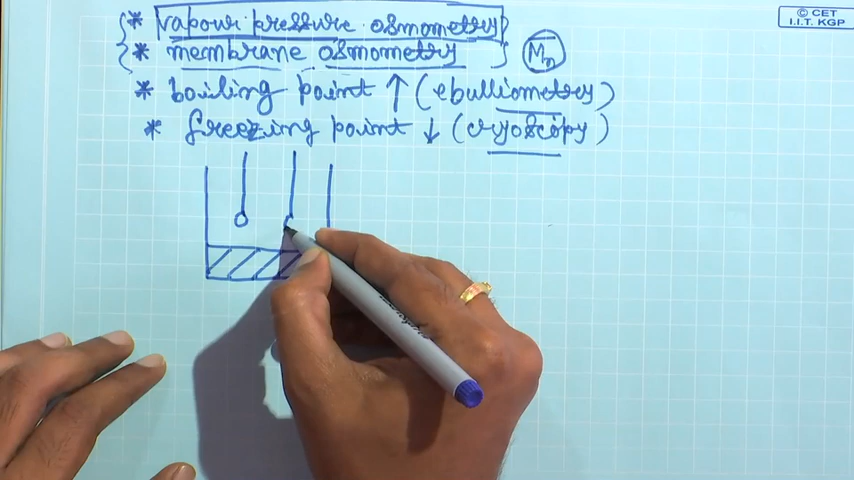 © CET
I.I.T. KGP
* vapour pressure osmometry
* membrane osmometry Mn
* boiling point ↑ (ebulliometry)
* freezing point ↓ (cryoscopy)